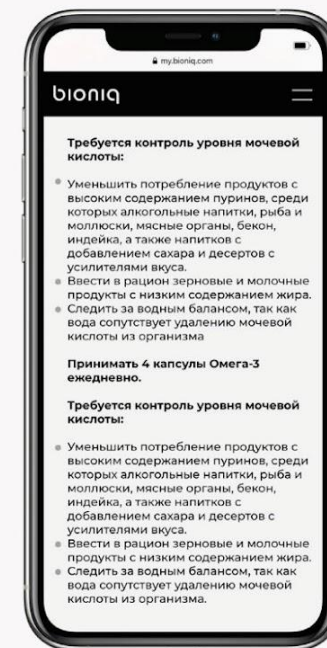 my.bioniq.com
bıonıq
Требуется контроль уровня мочевой
кислоты:
Уменьшить потребление продуктов с
высоким содержанием пуринов, среди
которых алкогольные напитки, рыба и
моллюски, мясные органы, бекон,
индейка, а также напитков с
добавлением сахара и десертов с
усилителями вкуса.
Ввести в рацион зерновые и молочные
продукты с низким содержанием жира.
Следить за водным балансом, так как
вода сопутствует удалению мочевой
кислоты из организма
Принимать 4 капсулы Омега-3
ежедневно.
Требуется контроль уровня мочевой
кислоты:
Уменьшить потребление продуктов с
высоким содержанием пуринов, среди
которых алкогольные напитки, рыба и
моллюски, мясные органы, бекон,
индейка, а также напитков с
добавлением сахара и десертов с
усилителями вкуса.
Ввести в рацион зерновые и молочные
продукты с низким содержанием жира.
Следить за водным балансом, так как
вода сопутствует удалению мочевой
кислоты из организма.